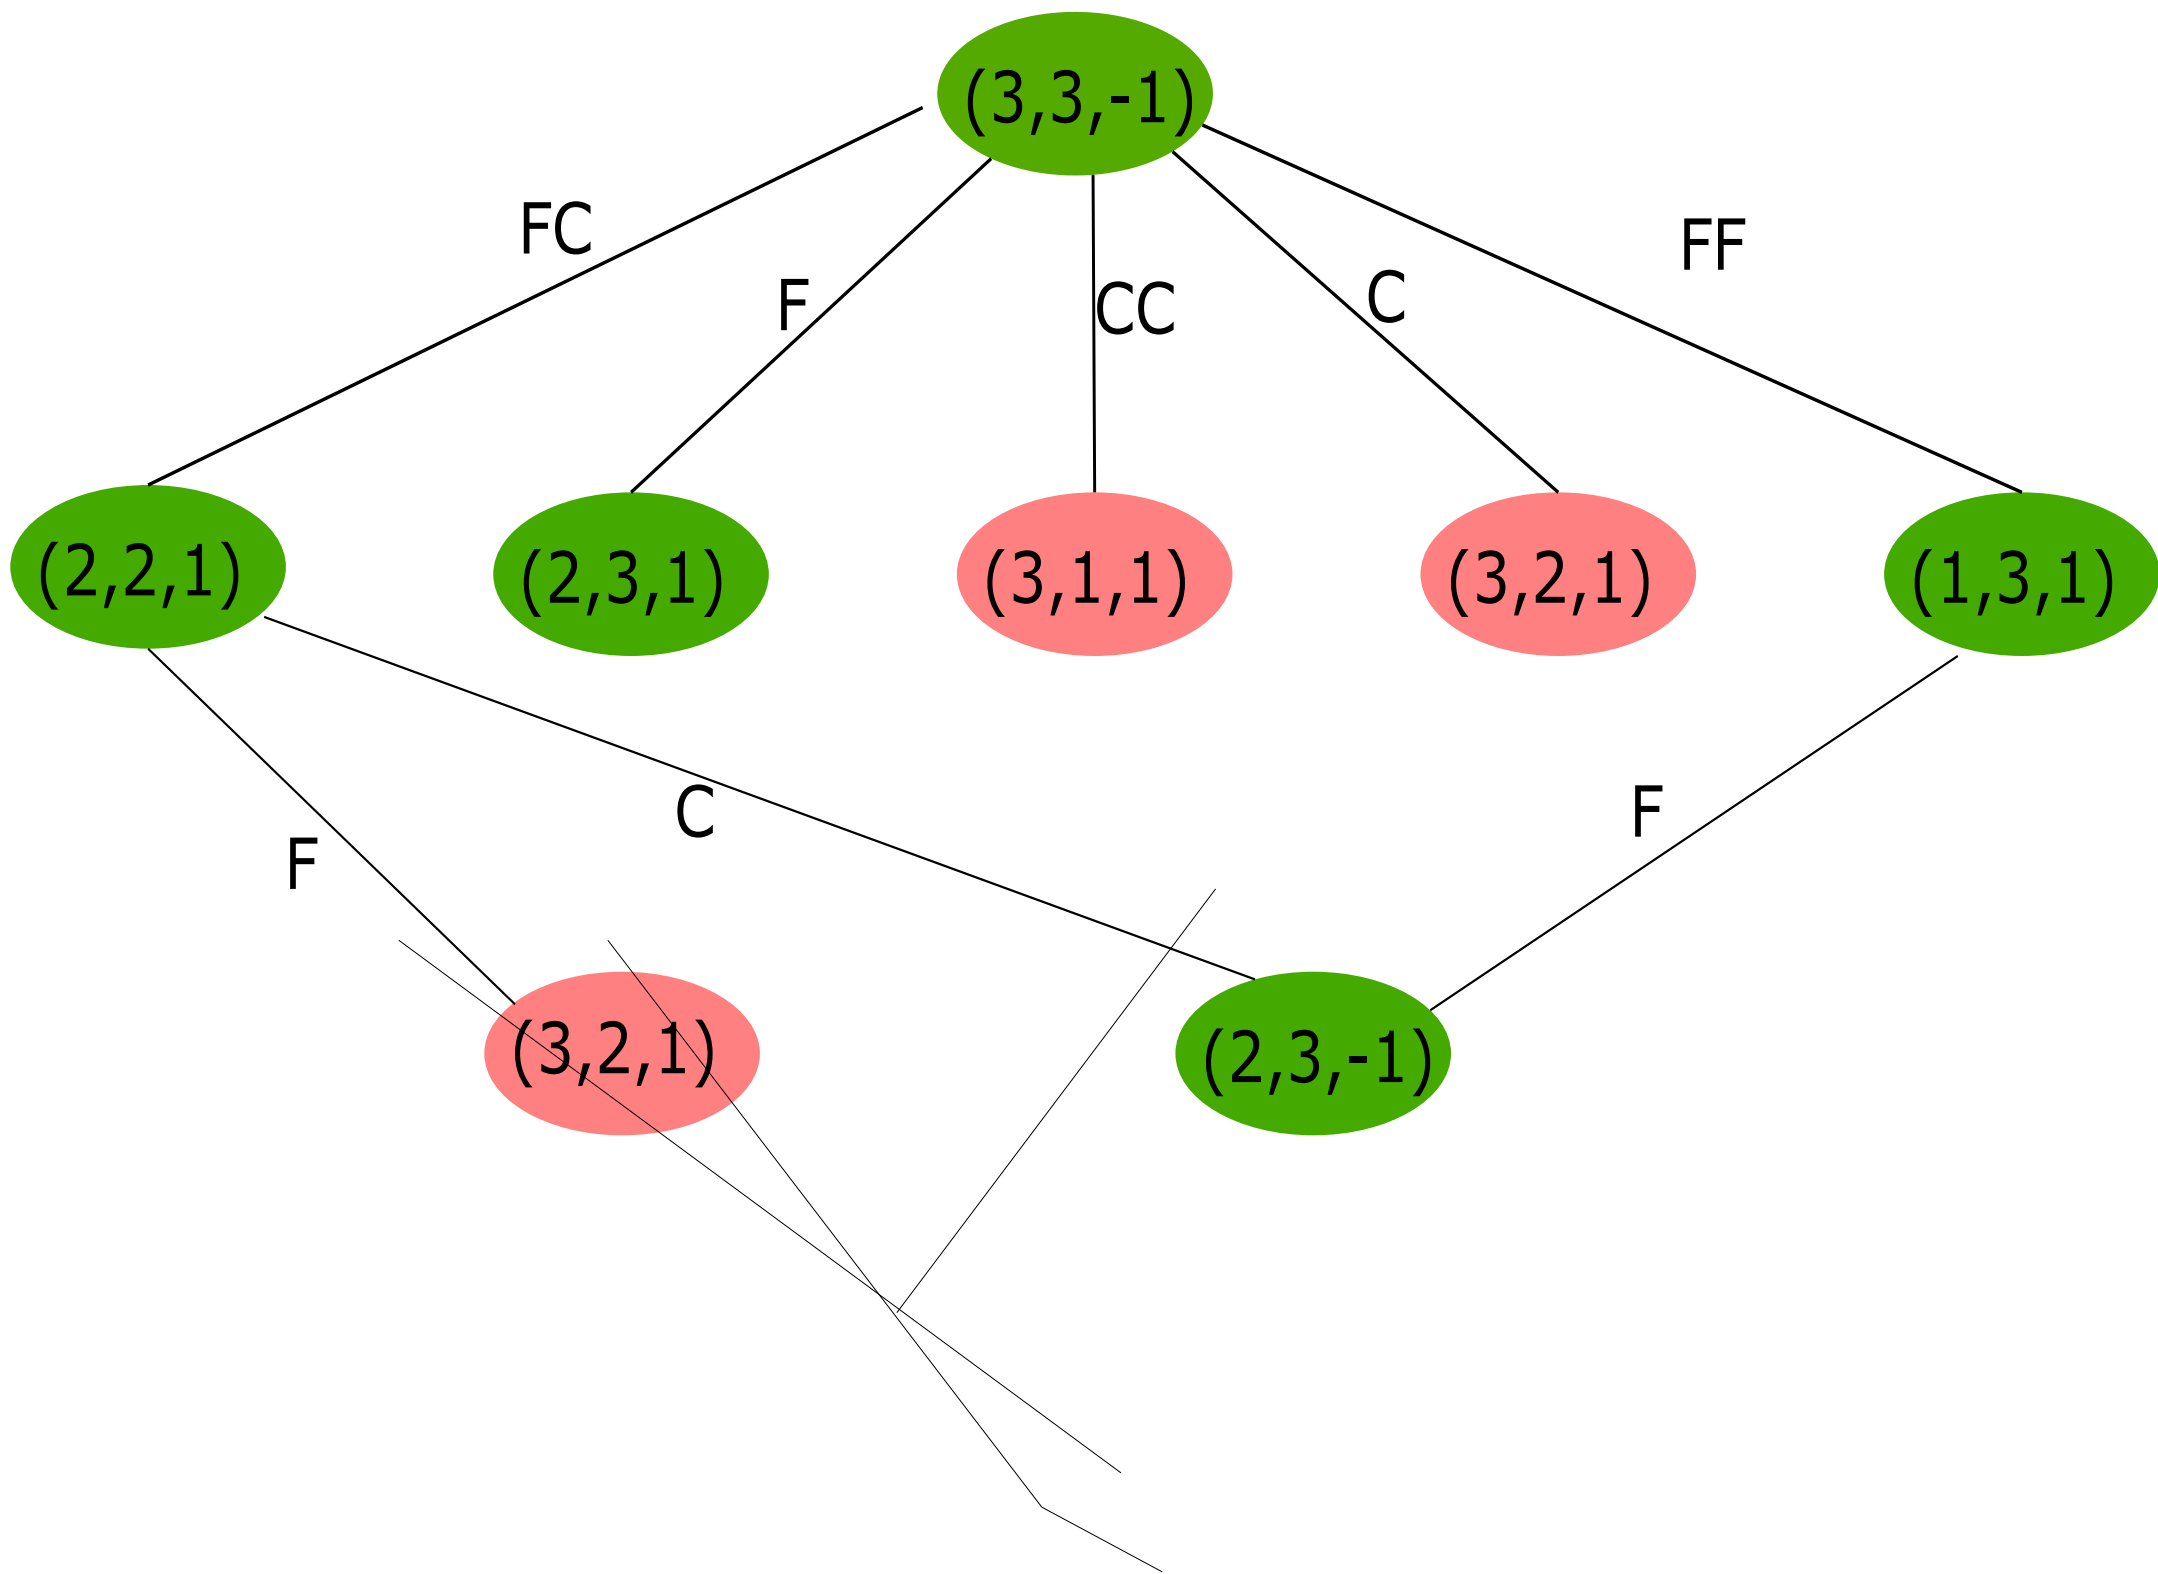 (3,3,-1)
FC
F
CC
C
FF
(2,2,1)
(2,3,1)
(3,1,1)
(3,2,1)
(1,3,1)
F
C
F
(3,2,1)
(2,3,-1)